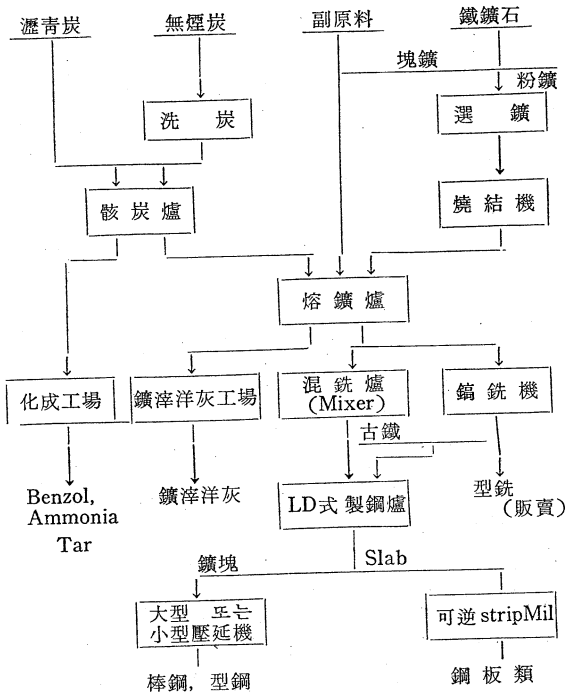 瀝青炭
無煙炭
副原料
鐵鑛石
塊鑛
粉鑛
洗 炭
選 鑛
骸炭爐
燒結機
熔鑛爐
化成工場
鑛滓洋灰工場
混銑爐
(Mixer)
鎬銑機
古鐵
Benzol,
Ammonia
Tar
鑛滓洋灰
LD式 製鋼爐
型銑
(販賣)
鑛塊
Slab
大型 또는
小型壓延機
可逆 stripMil
棒鋼, 型鋼
鋼板類